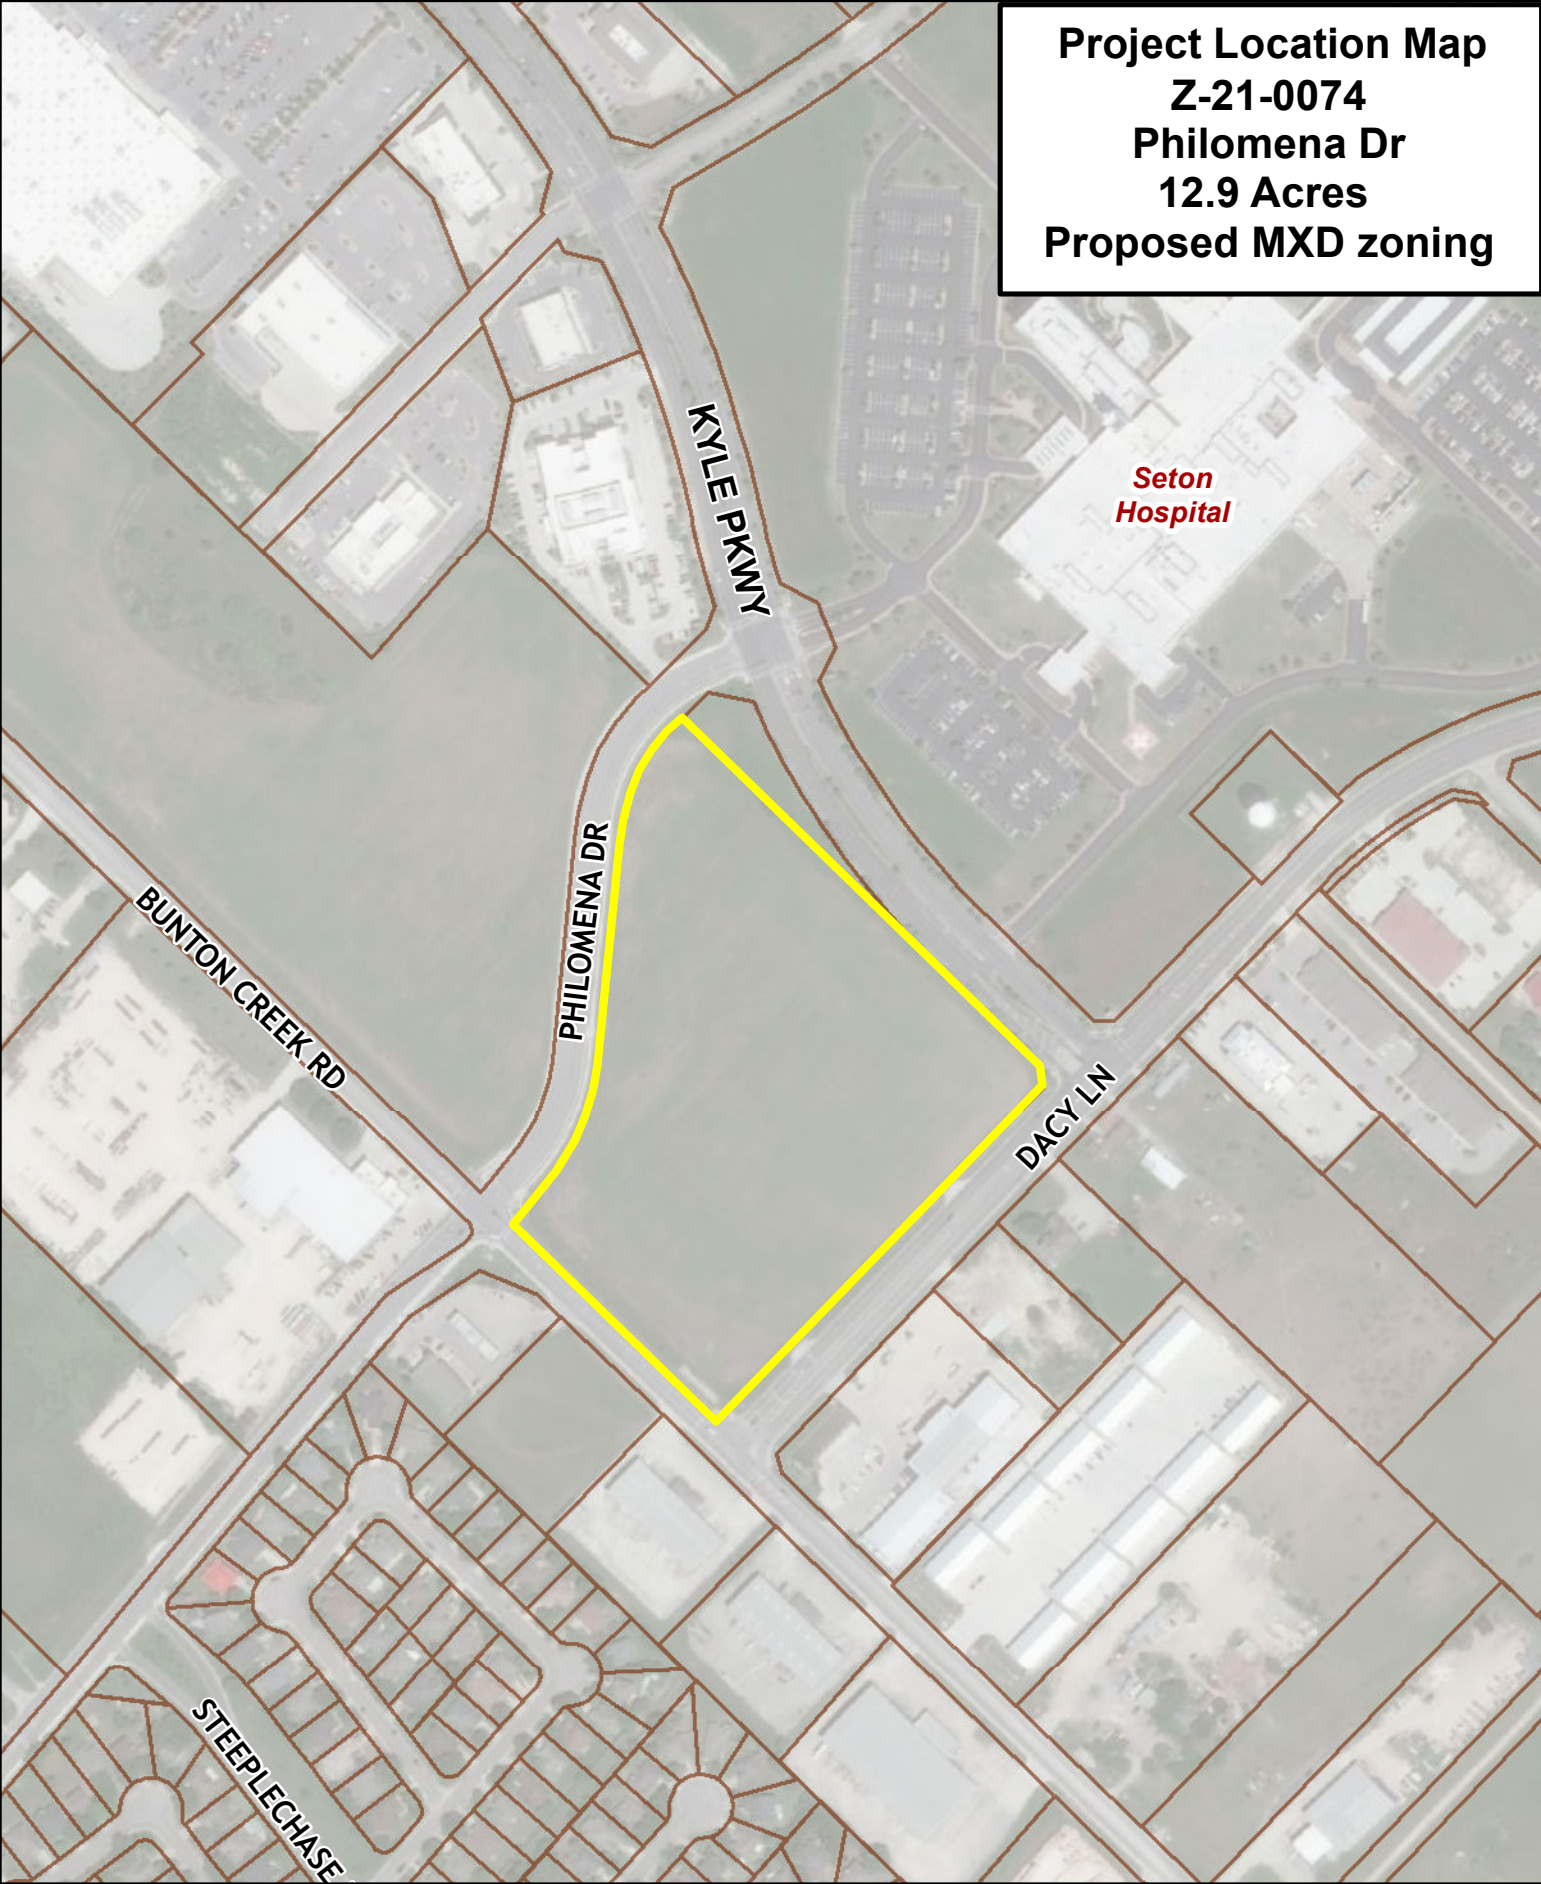 Project Location Map
Z-21-0074
Philomena Dr
12.9 Acres
Proposed MXD zoning
KYLE PKWY
Seton
Hospital
PHILOMENA DR
BUNTON CREEK RD
DACY LN
STEEPLECHASE